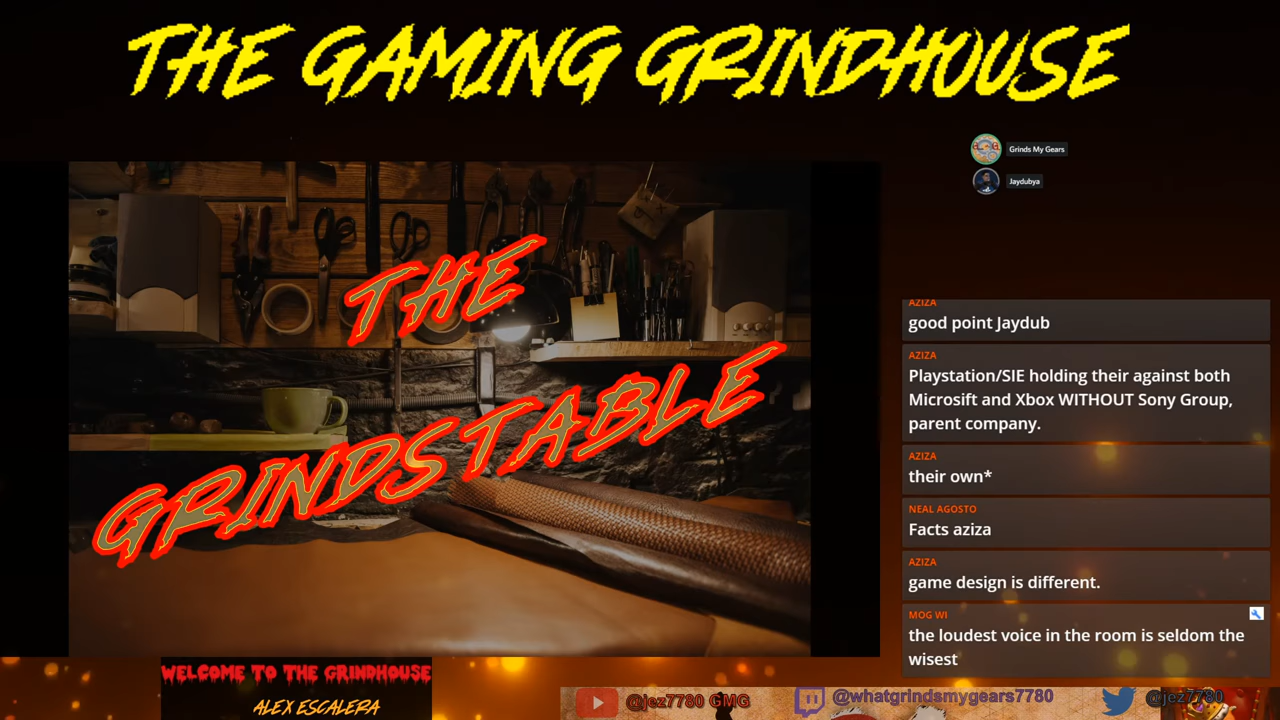 THE GAMING GRINDHOUSE
Grinds My Gears
Jaydubya
THE
GRINDSTABLE
AZIZA
good point Jaydub
AZIZA
Playstation/SIE holding their against both
Microsift and Xbox WITHOUT Sony Group,
parent company.
AZIZA
their own*
NEAL AGOSTO
Facts aziza
AZIZA
game design is different.
MOG WI
the loudest voice in the room is seldom the
wisest
WELCOME TO THE GRINDHOUSE
ALEX ESCALERA
@jez7780 GMG
@whatgrindsmygears7780
@jez7780